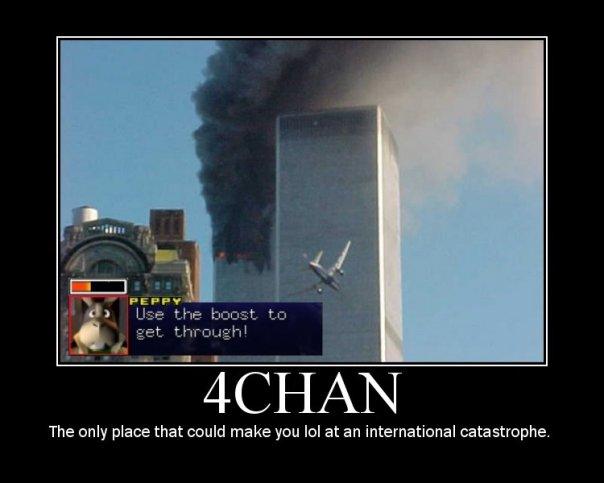 PEPPY
Use the boost to
get through!
4CHAN
The only place that could make you lol at an international catastrophe.